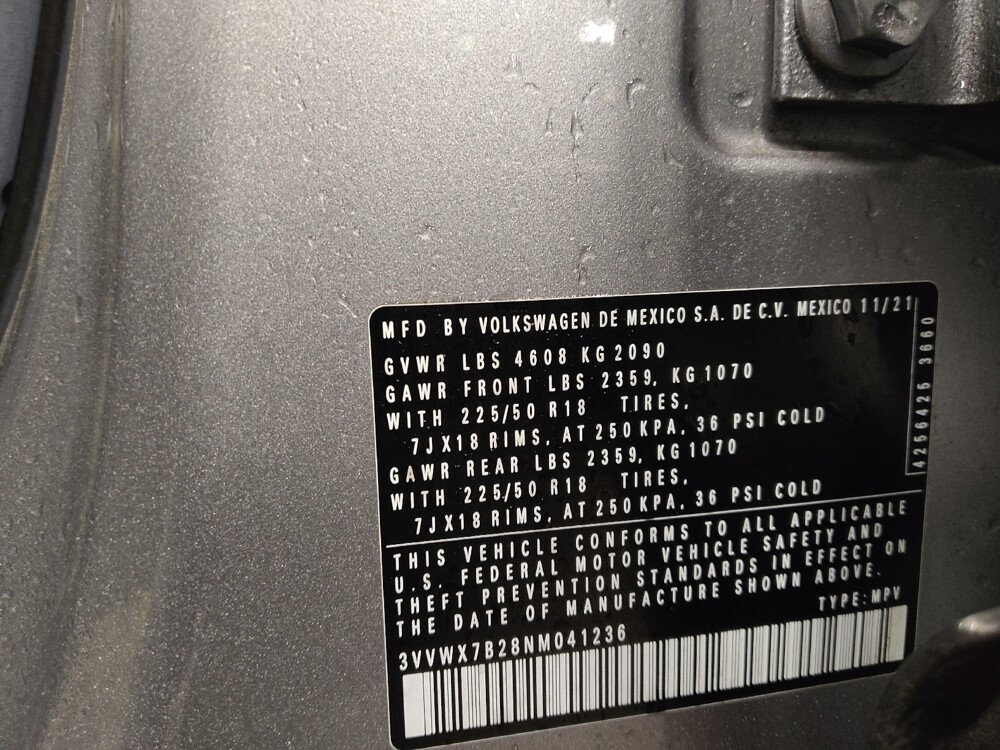 MFD BY VOLKSWAGEN DE MEXICO S.A. DE C.V. MEXICO 11/21
GVWR LBS 4608 KG 2090
GAWR FRONT LBS 2359, KG 1070
WITH 225/50 R18 TIRES,
7JX18 RIMS, AT 250 KPA, 36 PSI COLD
GAWR REAR LBS 2359, KG 1070
WITH 225/50 R18 TIRES,
7JX18 RIMS, AT 250 KPA, 36 PSI COLD
4256425 3660
THIS VEHICLE CONFORMS TO ALL APPLICABLE
U.S. FEDERAL MOTOR VEHICLE SAFETY AND
THEFT PREVENTION STANDARDS IN EFFECT ON
THE DATE OF MANUFACTURE SHOWN ABOVE.
TYPE: MPV
3VVWX7B28NM041236